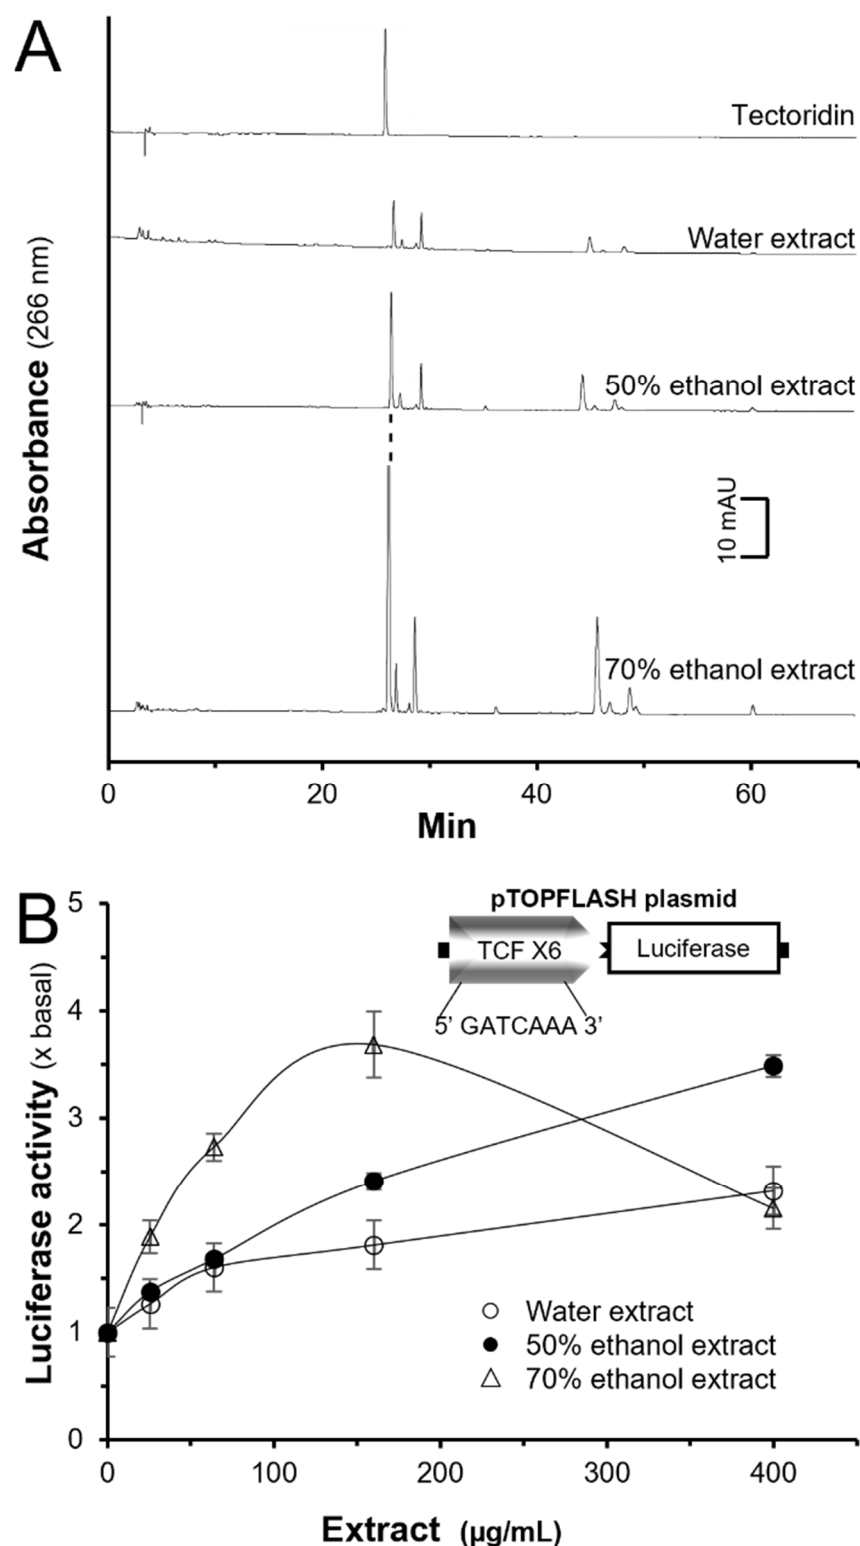 A
Tectoridin
Water extract
50% ethanol extract
10 mAU
70% ethanol extract
Absorbance (266 nm)
0 20 40 60
Min
B
pTOPFLASH plasmid
TCF X6 Luciferase
5’ GATCAAA 3’
5
4
3
2
1
0
Luciferase activity (x basal)
Water extract
50% ethanol extract
70% ethanol extract
0 100 200 300 400
Extract (μg/mL)